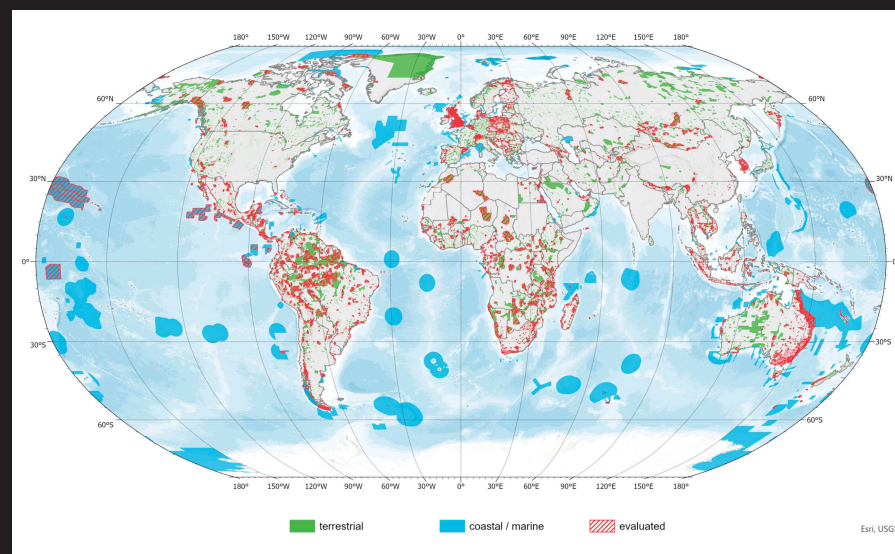 180° 150°W 120°W 90°W 60°W 30°W 0° 30°E 60°E 90°E 120°E 150°E 180°
60°N 60°N
30°N 30°N
0° 0
30°S 30°S
60°S 60°S
180° 150°W 120°W 90°W 60°W 30°W 0° 30°E 60°E 90°E 120°E 150°E 180°
terrestrial coastal / marine evaluated
Esri, USG